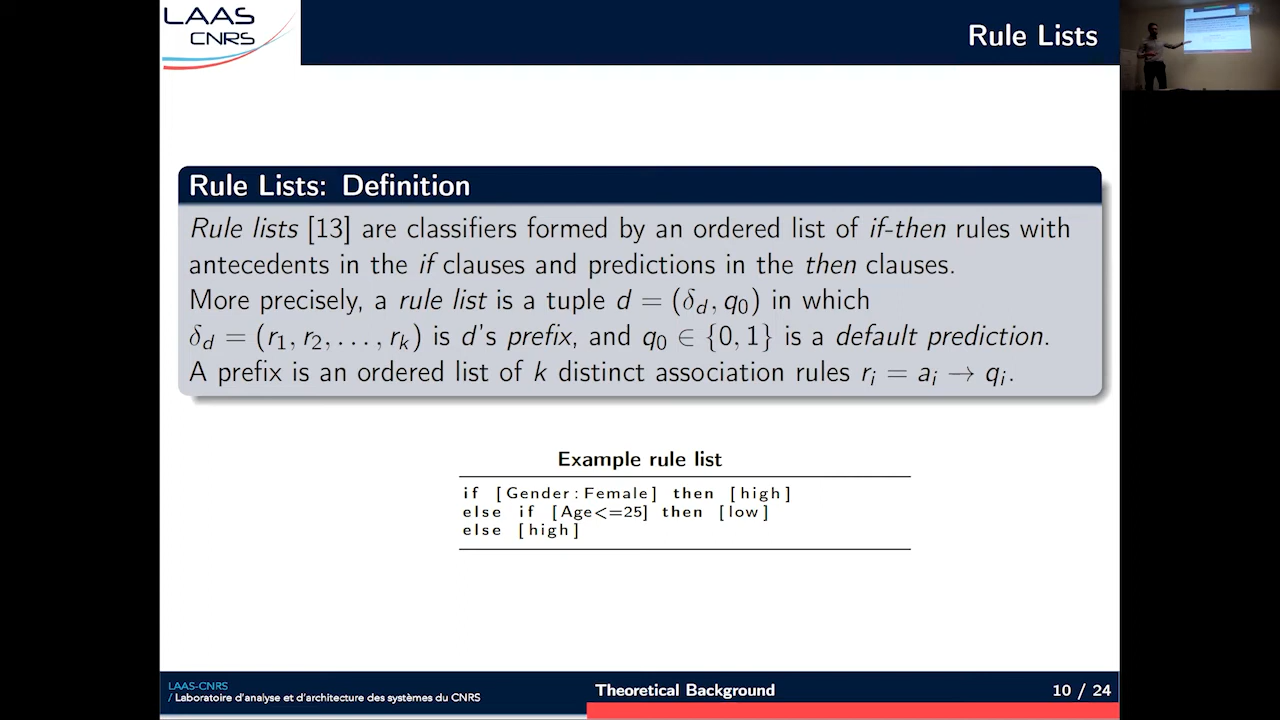 LAAS
CNRS
Rule Lists
Rule Lists: Definition
Rule lists [13] are classifiers formed by an ordered list of if-then rules with
antecedents in the if clauses and predictions in the then clauses.
More precisely, a rule list is a tuple d = (δ_d, q_0) in which
δ_d = (r_1, r_2, . . . , r_k) is d's prefix, and q_0 ∈ {0, 1} is a default prediction.
A prefix is an ordered list of k distinct association rules r_i = a_i → q_i.
Example rule list
if [Gender:Female] then [high]
else if [Age<=25] then [low]
else [high]
LAAS-CNRS
/ Laboratoire d'analyse et d'architecture des systèmes du CNRS
Theoretical Background
10 / 24